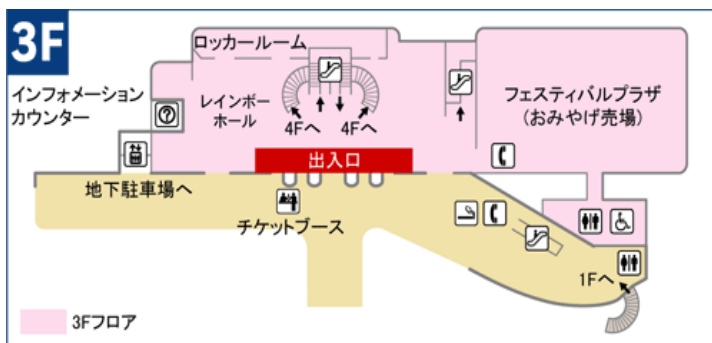 3F
ロッカールーム
インフォメーション
カウンター
レインボー
ホール
4Fへ
4Fへ
フェスティバルプラザ
(おみやげ売場)
出入口
地下駐車場へ
チケットブース
1Fへ
3Fフロア